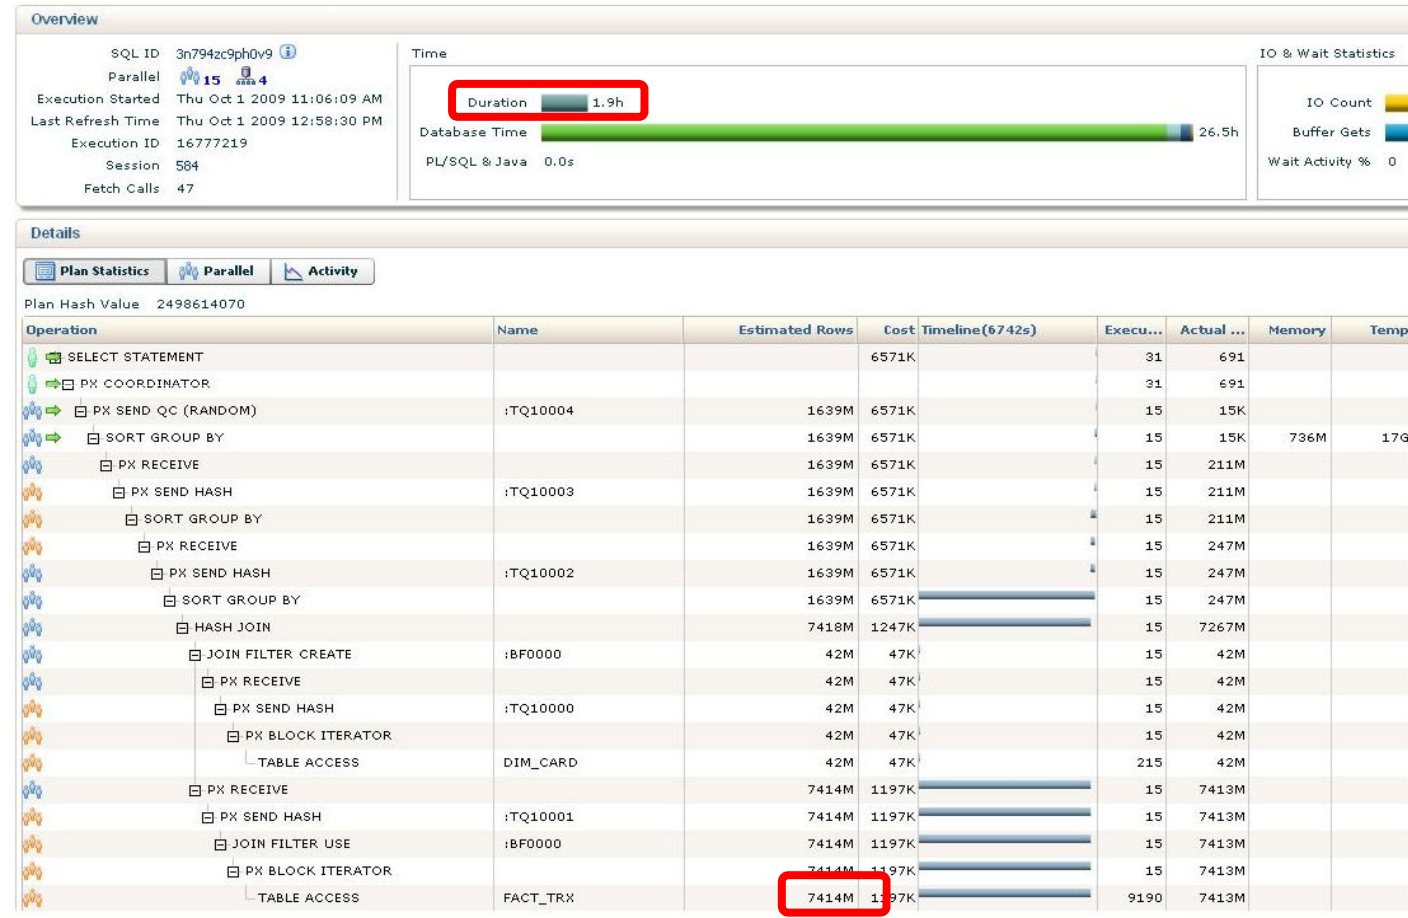 Overview
SQL ID 3n794zc9ph0v9
Parallel 15 4
Execution Started Thu Oct 1 2009 11:06:09 AM
Last Refresh Time Thu Oct 1 2009 12:58:30 PM
Execution ID 16777219
Session 584
Fetch Calls 47
Time
Duration 1.9h
Database Time 26.5h
PL/SQL & Java 0.0s
IO & Wait Statistics
IO Count
Buffer Gets
Wait Activity % 0
Details
Plan Statistics Parallel Activity
Plan Hash Value 2498614070
Operation Name Estimated Rows Cost Timeline(6742s) Execu... Actual ... Memory Temp
SELECT STATEMENT 6571K 31 691
PX COORDINATOR 31 691
PX SEND QC (RANDOM) :TQ10004 1639M 6571K 15 15K
SORT GROUP BY 1639M 6571K 15 15K 736M 17G
PX RECEIVE 1639M 6571K 15 211M
PX SEND HASH :TQ10003 1639M 6571K 15 211M
SORT GROUP BY 1639M 6571K 15 211M
PX RECEIVE 1639M 6571K 15 247M
PX SEND HASH :TQ10002 1639M 6571K 15 247M
SORT GROUP BY 1639M 6571K 15 247M
HASH JOIN 7418M 1247K 15 7267M
JOIN FILTER CREATE :BF0000 42M 47K 15 42M
PX RECEIVE 42M 47K 15 42M
PX SEND HASH :TQ10000 42M 47K 15 42M
PX BLOCK ITERATOR 42M 47K 15 42M
TABLE ACCESS DIM_CARD 42M 47K 215 42M
PX RECEIVE 7414M 1197K 15 7413M
PX SEND HASH :TQ10001 7414M 1197K 15 7413M
JOIN FILTER USE :BF0000 7414M 1197K 15 7413M
PX BLOCK ITERATOR 7414M 1197K 15 7413M
TABLE ACCESS FACT_TRX 7414M 1197K 9190 7413M